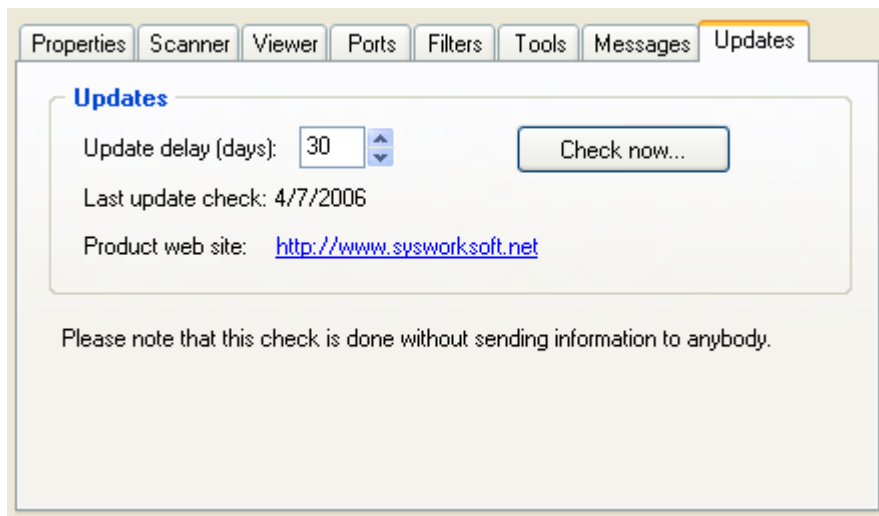 Properties Scanner Viewer Ports Filters Tools Messages Updates
Updates
Update delay (days): 30 Check now...
Last update check: 4/7/2006
Product web site: http://www.sysworksoft.net
Please note that this check is done without sending information to anybody.